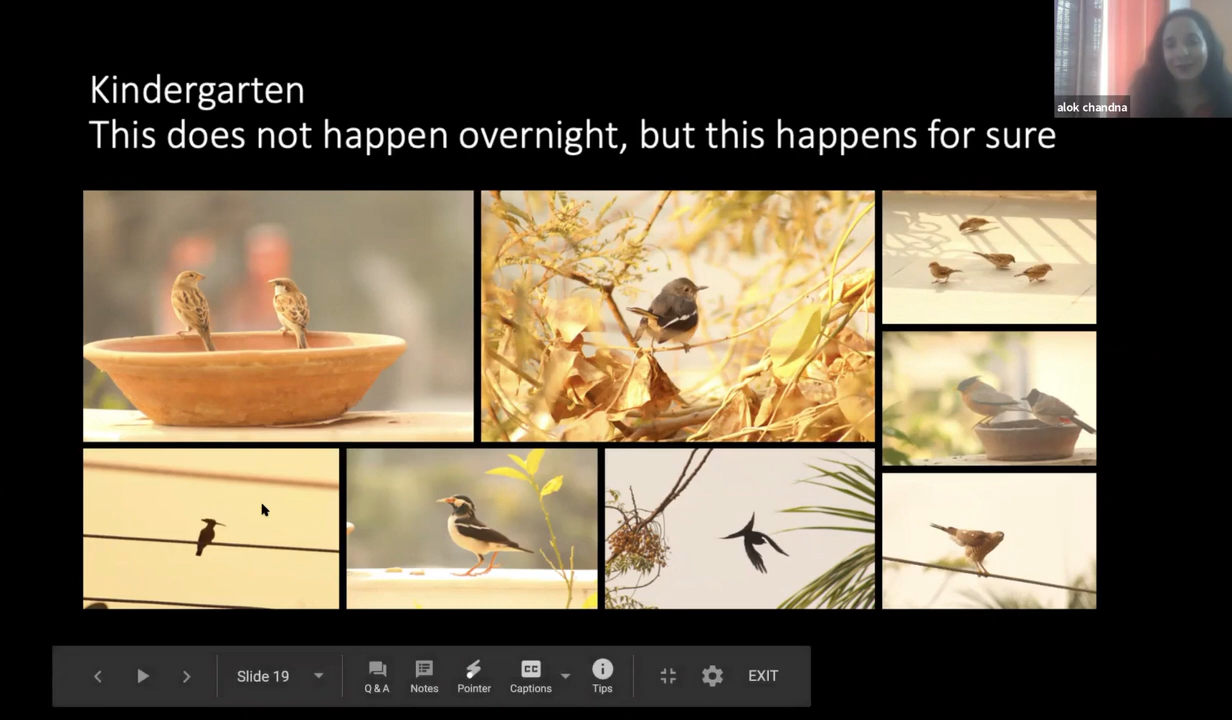 alok chandna
Kindergarten
This does not happen overnight, but this happens for sure
Slide 19
Q & A
Notes
Pointer
CC
Captions
Tips
EXIT